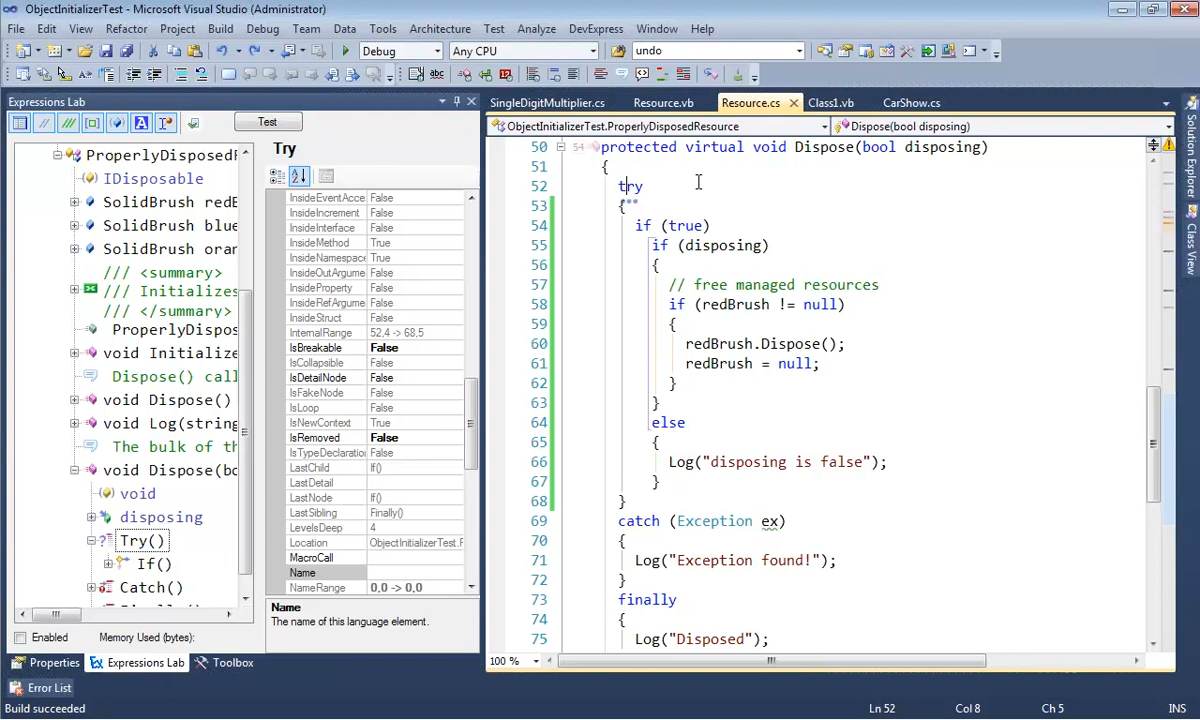 ObjectInitializerTest - Microsoft Visual Studio (Administrator)
File Edit View Refactor Project Build Debug Team Data Tools Architecture Test Analyze DevExpress Window Help
Debug Any CPU undo
Expressions Lab
Test
ProperlyDisposedF
IDisposable
SolidBrush redB
SolidBrush blue
SolidBrush oran
/// <summary>
/// Initializes
/// </summary>
ProperlyDispos
void Initialize
Dispose() call
void Dispose()
void Log(string
The bulk of th
void Dispose(bo
void
disposing
Try()
If()
Catch()
Enabled Memory Used (bytes):
Try
InsideEventAcce False
InsideIncrement False
InsideInterface False
InsideMethod True
InsideNamespace True
InsideOutArgume False
InsideProperty False
InsideRefArgume False
InsideStruct False
InternalRange 52,4 -> 68,5
IsBreakable False
IsCollapsible False
IsDetailNode False
IsFakeNode False
IsLoop False
IsNewContext True
IsRemoved False
IsTypeDeclaration False
LastChild If()
LastDetail
LastNode If()
LastSibling Finally()
LevelsDeep 4
Location ObjectInitializerTest.F
MacroCall
Name
NameRange 0,0 -> 0,0
Name
The name of this language element.
Properties Expressions Lab Toolbox
SingleDigitMultiplier.cs Resource.vb Resource.cs Class1.vb CarShow.cs
ObjectInitializerTest.ProperlyDisposedResource Dispose(bool disposing)
50 54 protected virtual void Dispose(bool disposing)
51 {
52 try
53 {
54 if (true)
55 if (disposing)
56 {
57 // free managed resources
58 if (redBrush != null)
59 {
60 redBrush.Dispose();
61 redBrush = null;
62 }
63 }
64 else
65 {
66 Log("disposing is false");
67 }
68 }
69 catch (Exception ex)
70 {
71 Log("Exception found!");
72 }
73 finally
74 {
75 Log("Disposed");
100 %
Solution Explorer
Class View
Error List
Build succeeded Ln 52 Col 8 Ch 5 INS